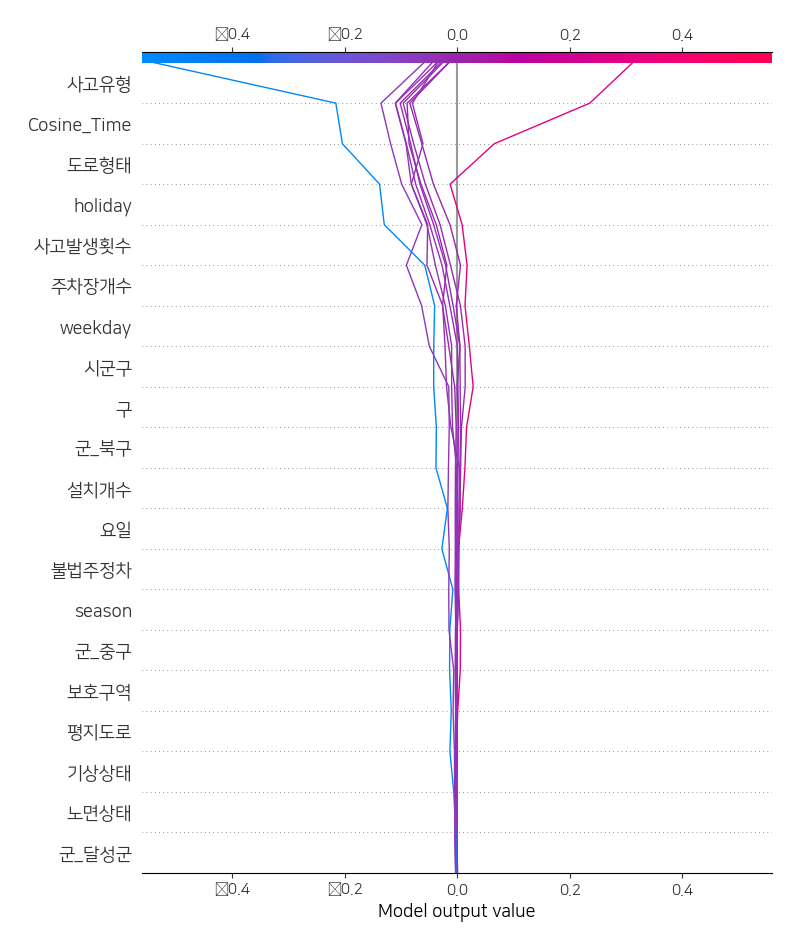 0.4 0.2 0.0 0.2 0.4
사고유형
Cosine_Time
도로형태
holiday
사고발생횟수
주차장개수
weekday
시군구
구
군_북구
설치개수
요일
불법주정차
season
군_중구
보호구역
평지도로
기상상태
노면상태
군_달성군
0.4 0.2 0.0 0.2 0.4
Model output value